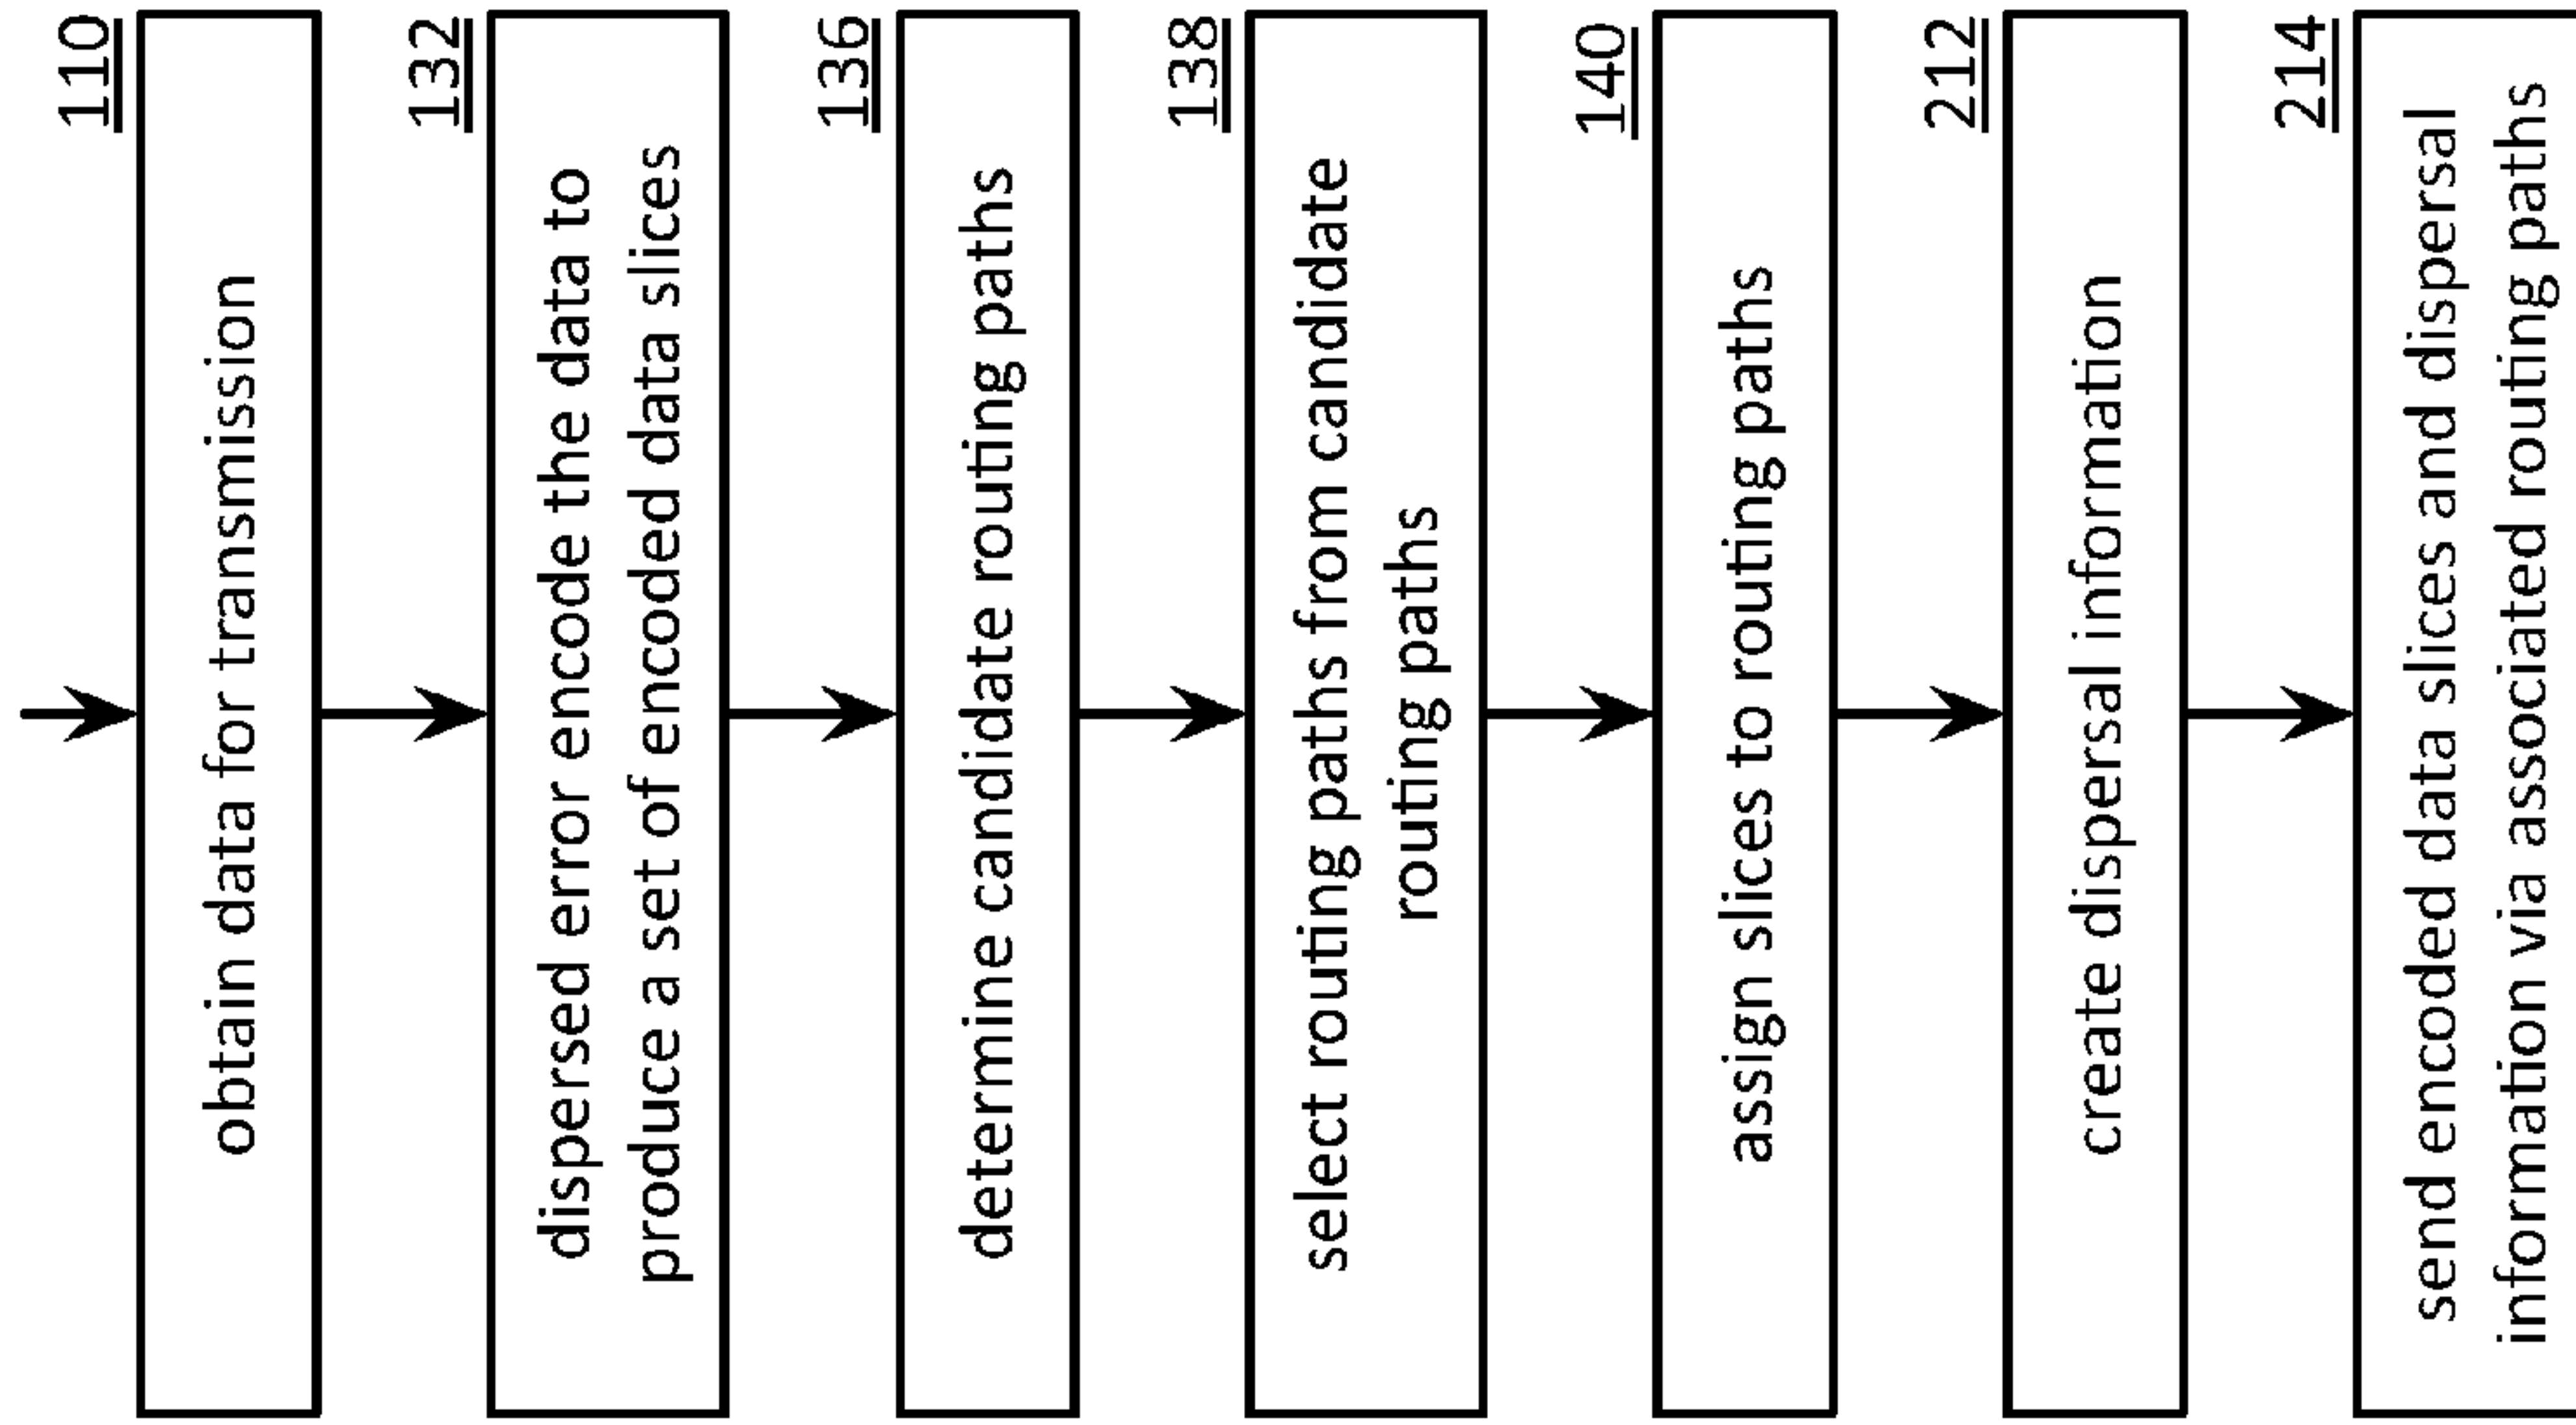 110
obtain data for transmission
132
dispersed error encode the data to
produce a set of encoded data slices
136
determine candidate routing paths
138
select routing paths from candidate
routing paths
140
assign slices to routing paths
212
create dispersal information
214
send encoded data slices and dispersal
information via associated routing paths